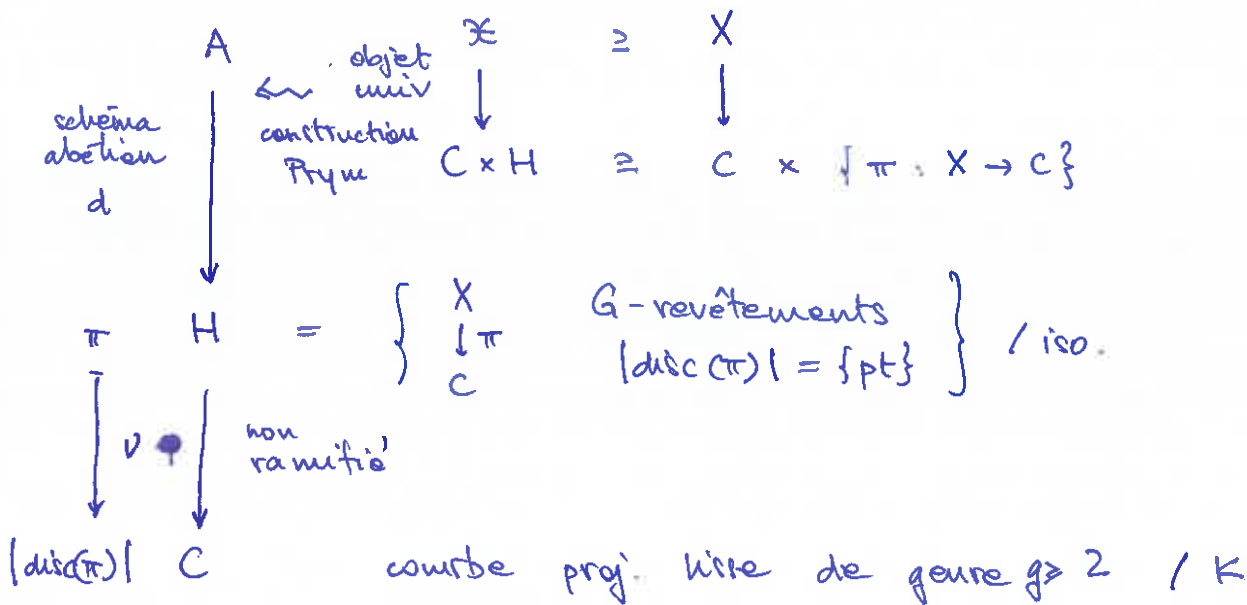 A 𝒳 ⊇ X
objet
univ
schéma
abélien
d
construction
Prym
C × H ⊇ C × {π : X → C}
π H = { X ↓π C G-revêtements |disc(π)| = {pt} } / iso.
ν non
ramifié
|disc(π)| C courbe proj. lisse de genre g ≥ 2 / K